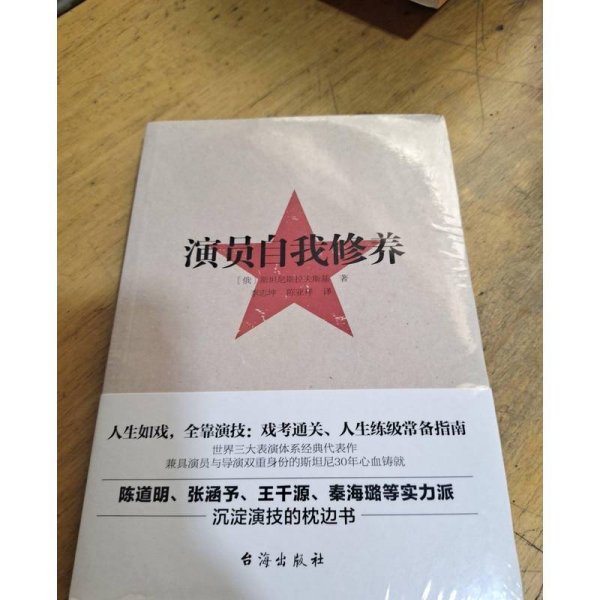 演员自我修养
[俄]斯坦尼斯拉夫斯基 著
译
人生如戏，全靠演技：戏考通关、人生练级常备指南
世界三大表演体系经典代表作
兼具演员与导演双重身份的斯坦尼30年心血铸就
陈道明、张涵予、王千源、秦海璐等实力派
沉淀演技的枕边书
台海出版社